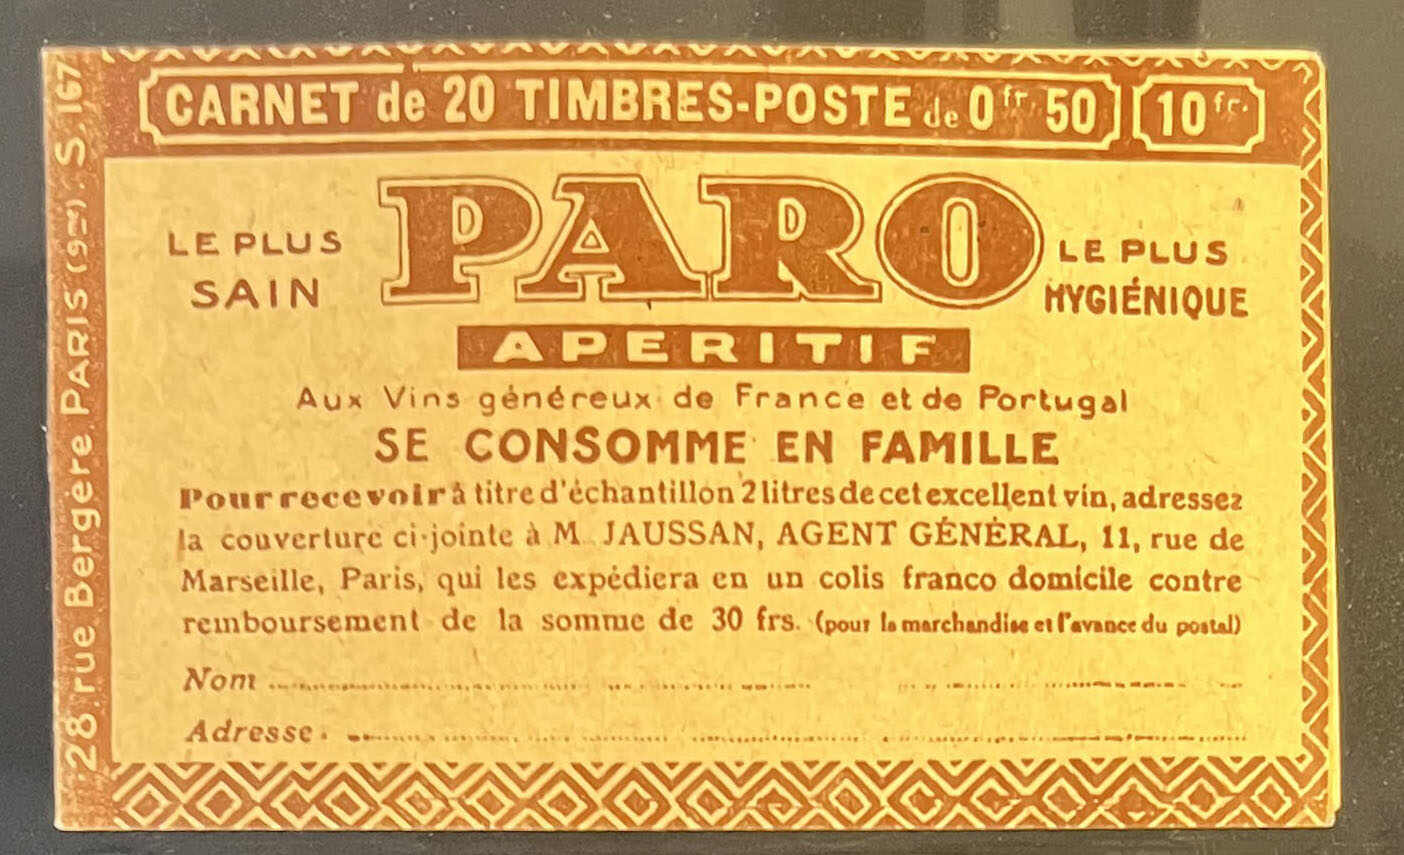 CARNET de 20 TIMBRES-POSTE de 0fr 50 10fr.
LE PLUS SAIN
PARO
LE PLUS HYGIÉNIQUE
APERITIF
Aux Vins généreux de France et de Portugal
SE CONSOMME EN FAMILLE
Pour recevoir à titre d'échantillon 2 litres de cet excellent vin, adressez
la couverture ci-jointe à M. JAUSSAN, AGENT GÉNÉRAL, 11, rue de
Marseille, Paris, qui les expédiera en un colis franco domicile contre
remboursement de la somme de 30 frs. (pour la marchandise et l'avance du postal)
Nom
Adresse
28. rue Bergère. PARIS (9me). S. 167